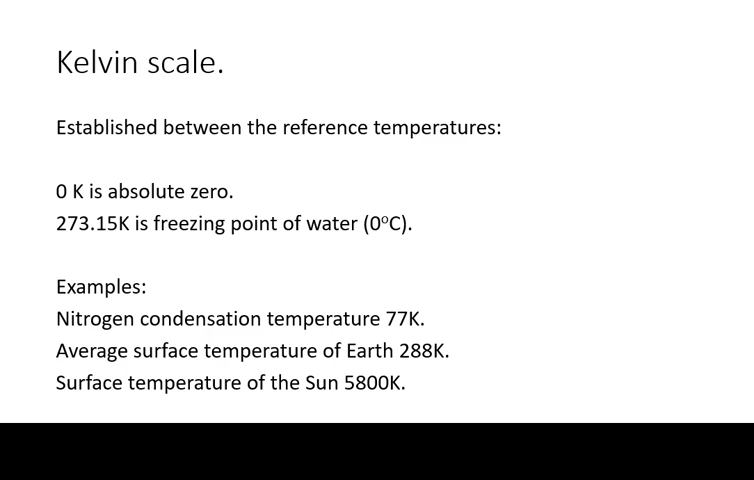 Kelvin scale.
Established between the reference temperatures:
0 K is absolute zero.
273.15K is freezing point of water (0°C).
Examples:
Nitrogen condensation temperature 77K.
Average surface temperature of Earth 288K.
Surface temperature of the Sun 5800K.